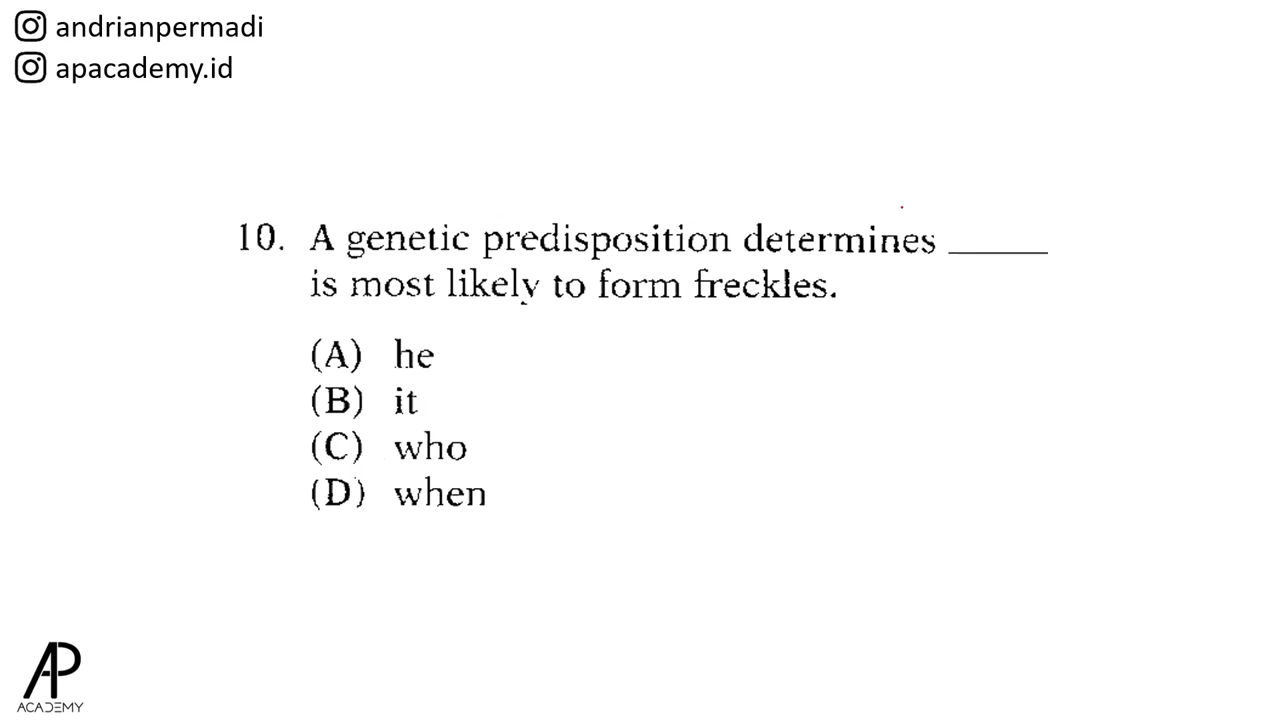 andrianpermadi
apacademy.id
10. A genetic predisposition determines ______
is most likely to form freckles.
(A) he
(B) it
(C) who
(D) when
AP
ACADEMY